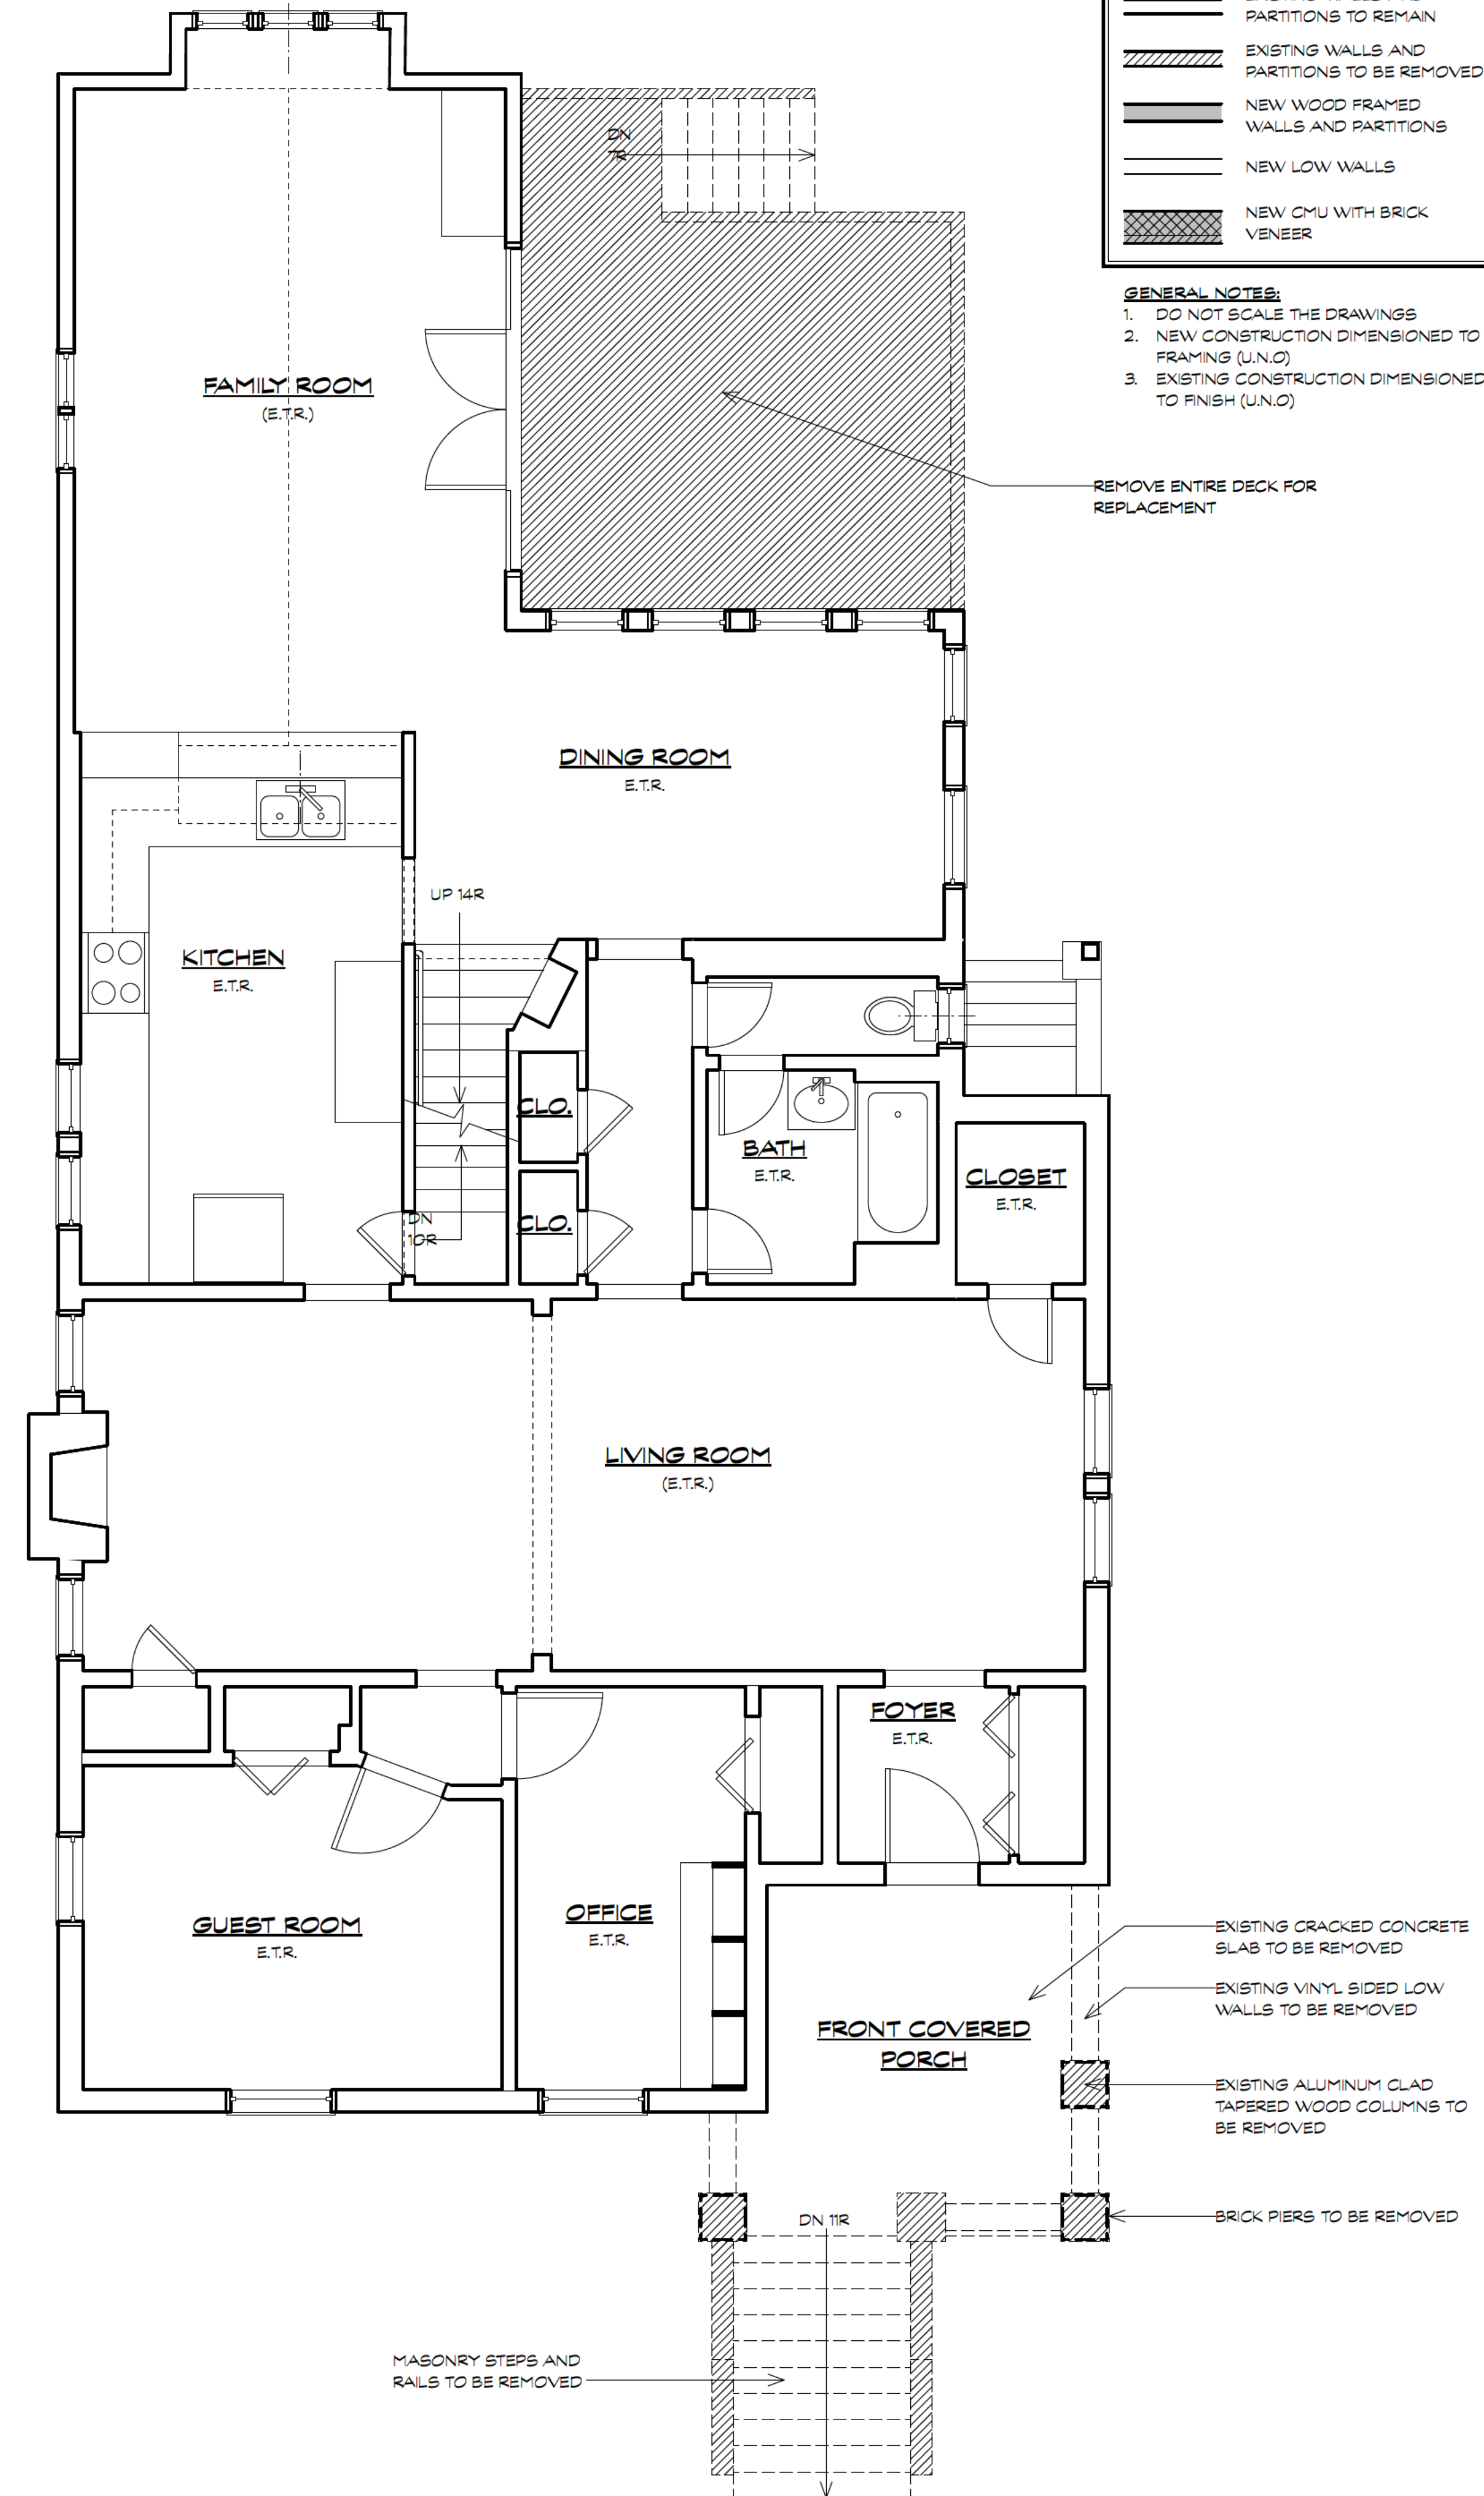 PARTITIONS TO REMAIN
EXISTING WALLS AND
PARTITIONS TO BE REMOVED
NEW WOOD FRAMED
WALLS AND PARTITIONS
NEW LOW WALLS
NEW CMU WITH BRICK
VENEER
GENERAL NOTES:
1. DO NOT SCALE THE DRAWINGS
2. NEW CONSTRUCTION DIMENSIONED TO
FRAMING (U.N.O)
3. EXISTING CONSTRUCTION DIMENSIONED
TO FINISH (U.N.O)
DN
7R
FAMILY ROOM
(E.T.R.)
REMOVE ENTIRE DECK FOR
REPLACEMENT
DINING ROOM
E.T.R.
UP 14R
KITCHEN
E.T.R.
CLO.
BATH
E.T.R.
CLOSET
E.T.R.
CLO.
DN
10R
LIVING ROOM
(E.T.R.)
FOYER
E.T.R.
GUEST ROOM
E.T.R.
OFFICE
E.T.R.
EXISTING CRACKED CONCRETE
SLAB TO BE REMOVED
EXISTING VINYL SIDED LOW
WALLS TO BE REMOVED
FRONT COVERED
PORCH
EXISTING ALUMINUM CLAD
TAPERED WOOD COLUMNS TO
BE REMOVED
BRICK PIERS TO BE REMOVED
DN 11R
MASONRY STEPS AND
RAILS TO BE REMOVED